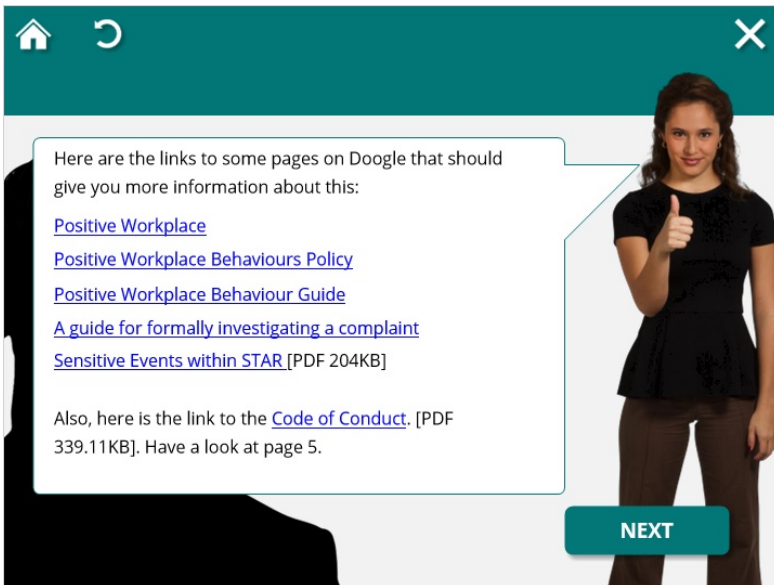 Here are the links to some pages on Doogle that should
give you more information about this:
Positive Workplace
Positive Workplace Behaviours Policy
Positive Workplace Behaviour Guide
A guide for formally investigating a complaint
Sensitive Events within STAR [PDF 204KB]
Also, here is the link to the Code of Conduct. [PDF
339.11KB]. Have a look at page 5.
NEXT